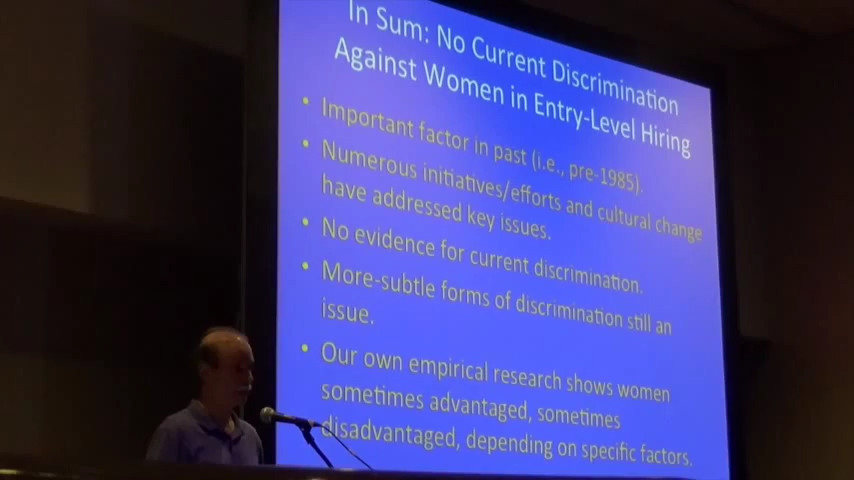 In Sum: No Current Discrimination
Against Women in Entry-Level Hiring
• Important factor in past (i.e., pre-1985).
• Numerous initiatives/efforts and cultural change
have addressed key issues.
• No evidence for current discrimination.
• More-subtle forms of discrimination still an
issue.
• Our own empirical research shows women
sometimes advantaged, sometimes
disadvantaged, depending on specific factors.